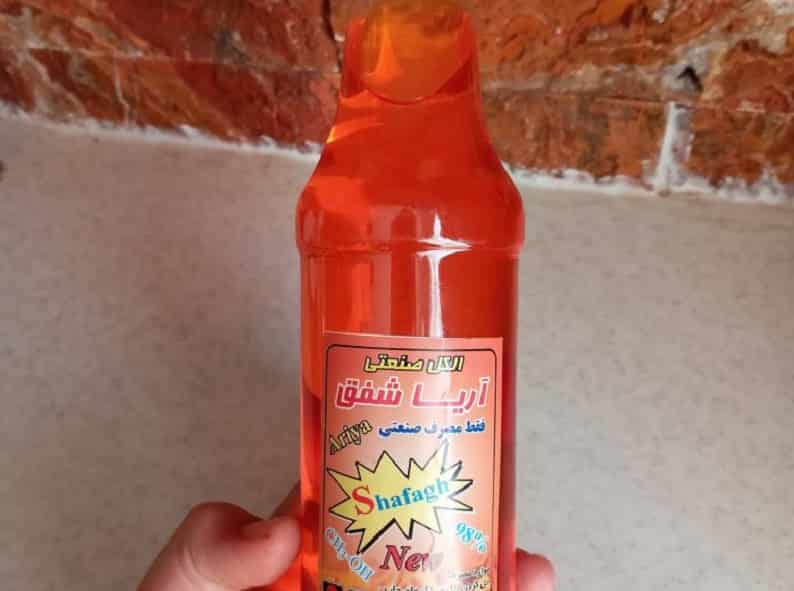 الکل صنعتی
آریا شفق
فقط مصرف صنعتی
Ariya
Shafagh
98%
CH3-OH
New